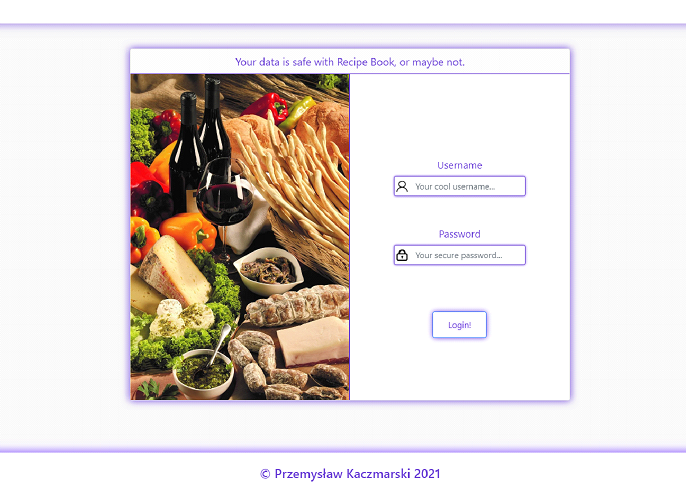 Your data is safe with Recipe Book, or maybe not.
Username
Your cool username...
Password
Your secure password...
Login!
© Przemysław Kaczmarski 2021